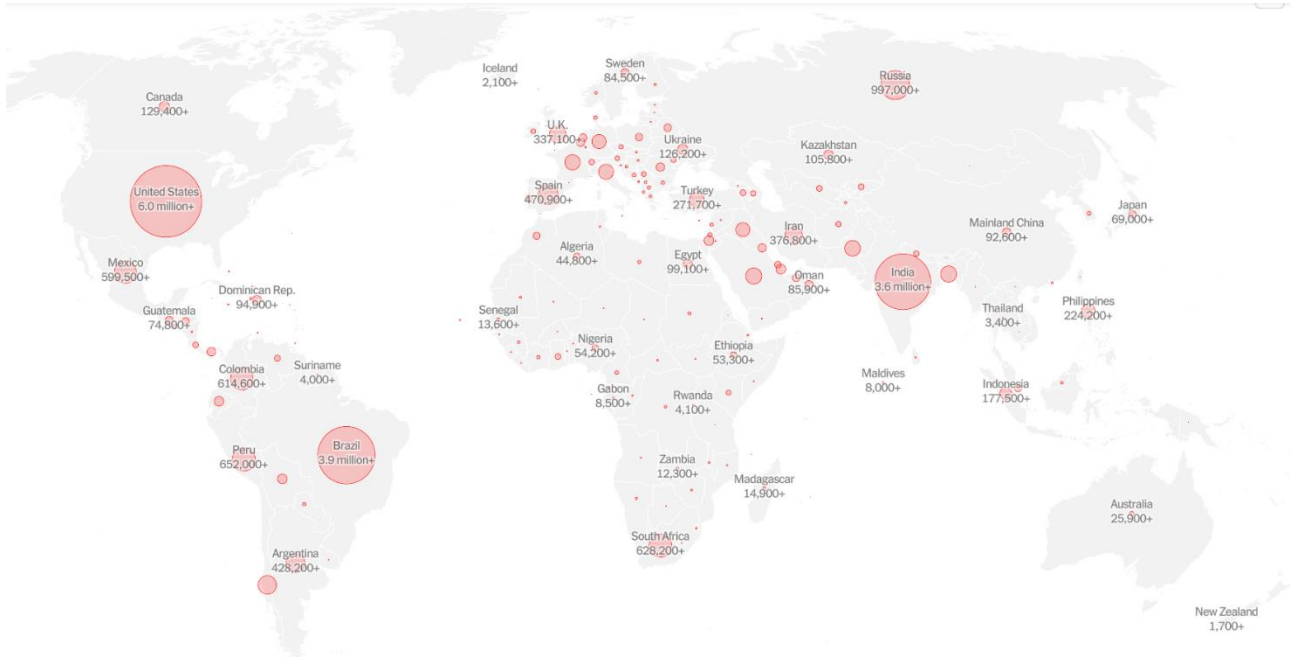 Iceland
2,100+
Sweden
84,500+
Russia
997,000+
Canada
129,400+
U.K.
337,100+
Ukraine
126,200+
Kazakhstan
105,800+
United States
6.0 million+
Spain
470,900+
Turkey
271,700+
Japan
69,000+
Mainland China
92,600+
Iran
376,800+
Algeria
44,800+
Egypt
99,100+
Mexico
599,500+
Oman
85,900+
India
3.6 million+
Dominican Rep.
94,900+
Guatemala
74,800+
Senegal
13,600+
Thailand
3,400+
Philippines
224,200+
Nigeria
54,200+
Ethiopia
53,300+
Colombia
614,600+
Suriname
4,000+
Maldives
8,000+
Gabon
8,500+
Rwanda
4,100+
Indonesia
177,500+
Peru
652,000+
Brazil
3.9 million+
Zambia
12,300+
Madagascar
14,900+
Australia
25,900+
South Africa
628,200+
Argentina
428,200+
New Zealand
1,700+